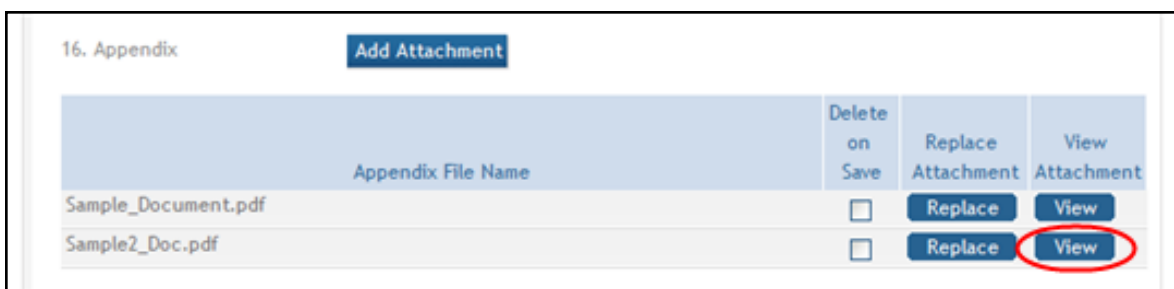 16. Appendix Add Attachment
Delete
on Replace View
Appendix File Name Save Attachment Attachment
Sample_Document.pdf Replace View
Sample2_Doc.pdf Replace View